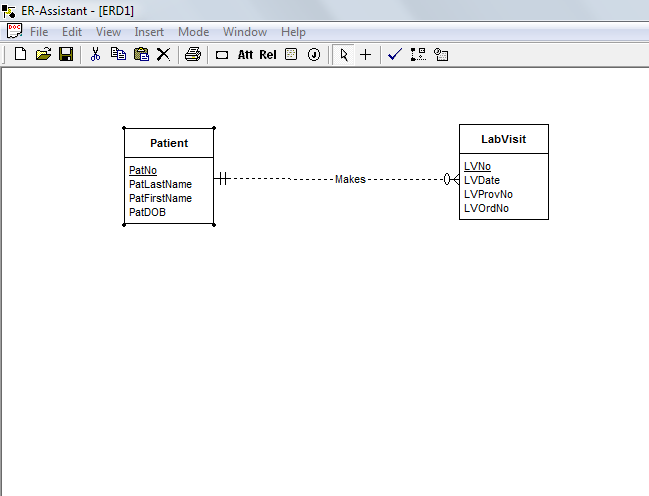 ER-Assistant - [ERD1]
DOC File Edit View Insert Mode Window Help
Att Rel J
Patient
PatNo
PatLastName
PatFirstName
PatDOB
Makes
LabVisit
LVNo
LVDate
LVProvNo
LVOrdNo